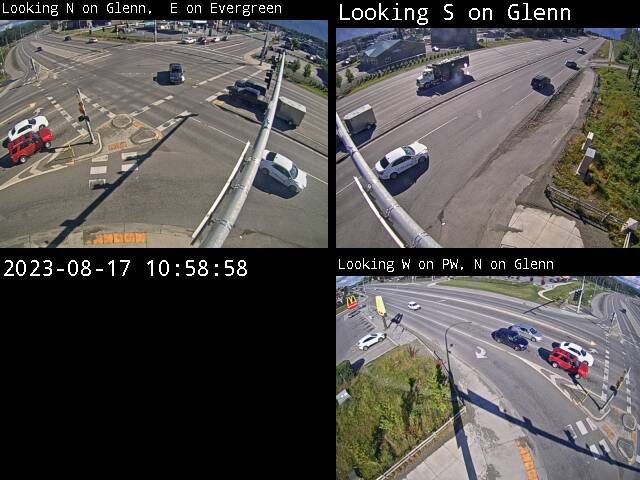 Looking N on Glenn,  E on Evergreen
Looking S on Glenn
2023-08-17 10:58:58
Looking W on PW, N on Glenn